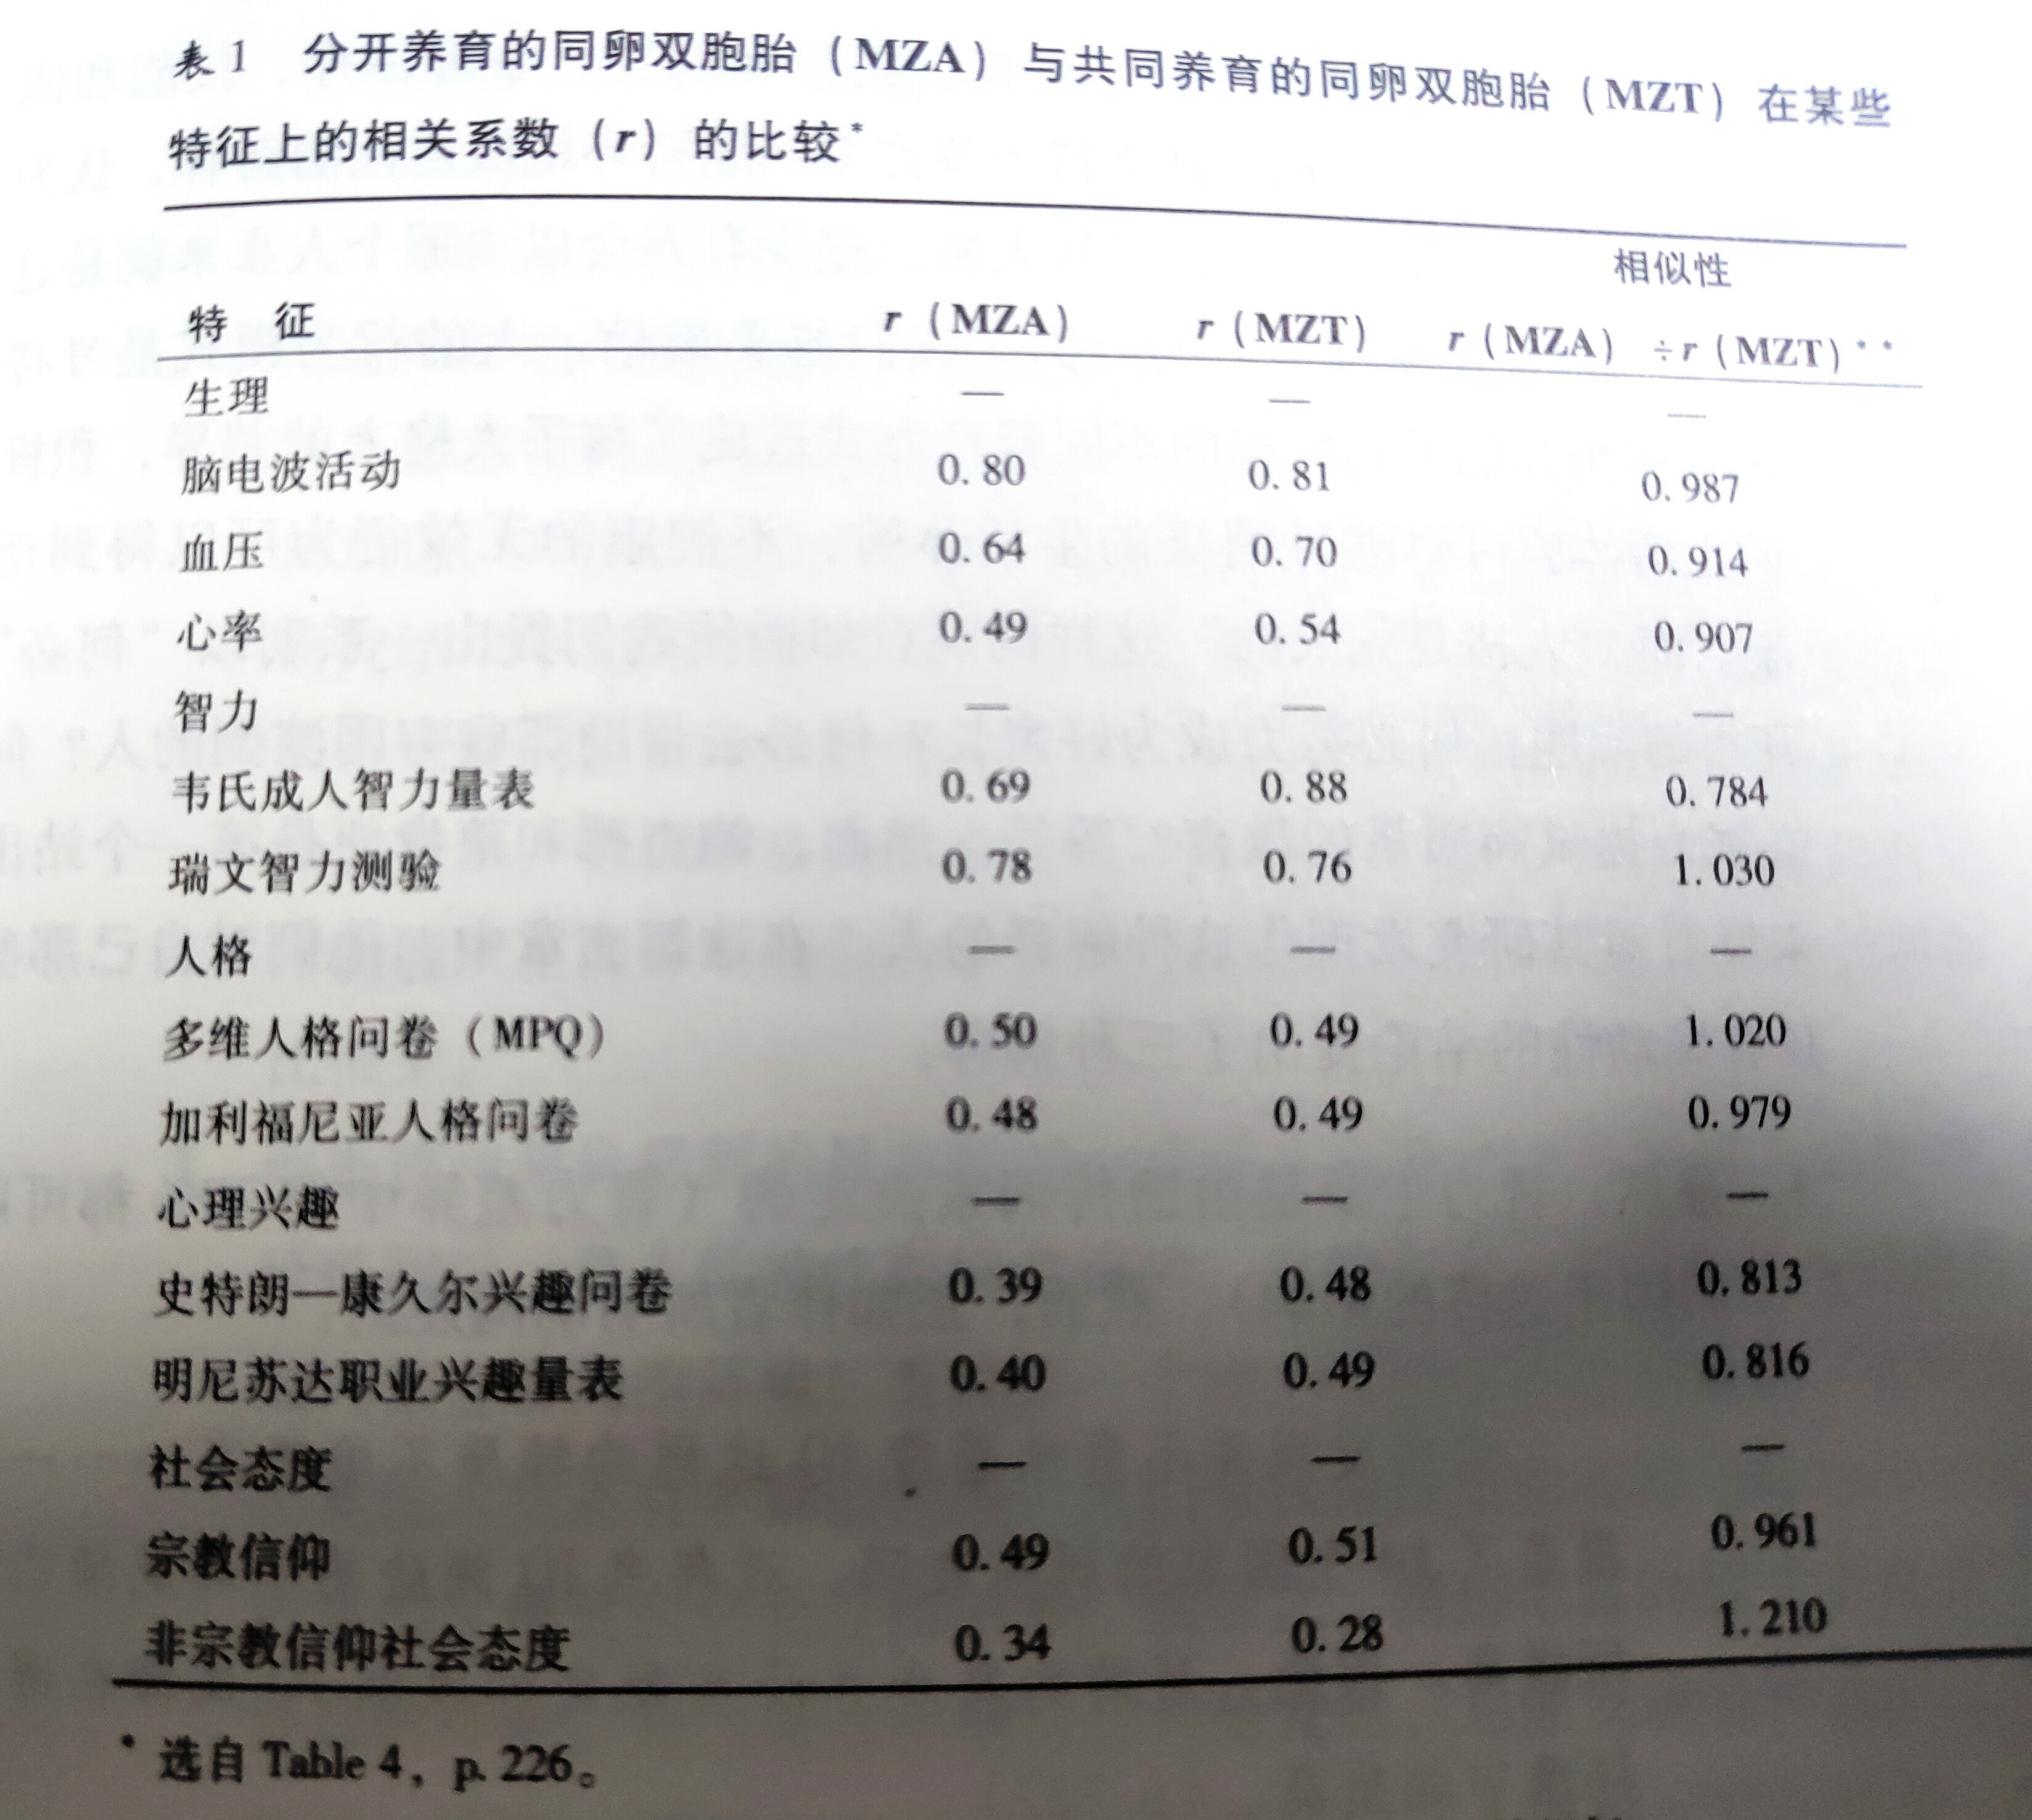 表1 分开养育的同卵双胞胎（MZA）与共同养育的同卵双胞胎（MZT）在某些
特征上的相关系数（r）的比较*
相似性
特 征 r（MZA） r（MZT） r（MZA）÷r（MZT）**
生理 — — —
脑电波活动 0.80 0.81 0.987
血压 0.64 0.70 0.914
心率 0.49 0.54 0.907
智力 — — —
韦氏成人智力量表 0.69 0.88 0.784
瑞文智力测验 0.78 0.76 1.030
人格 — — —
多维人格问卷（MPQ） 0.50 0.49 1.020
加利福尼亚人格问卷 0.48 0.49 0.979
心理兴趣 — — —
史特朗—康久尔兴趣问卷 0.39 0.48 0.813
明尼苏达职业兴趣量表 0.40 0.49 0.816
社会态度 — — —
宗教信仰 0.49 0.51 0.961
非宗教信仰社会态度 0.34 0.28 1.210
* 选自 Table 4，p. 226。